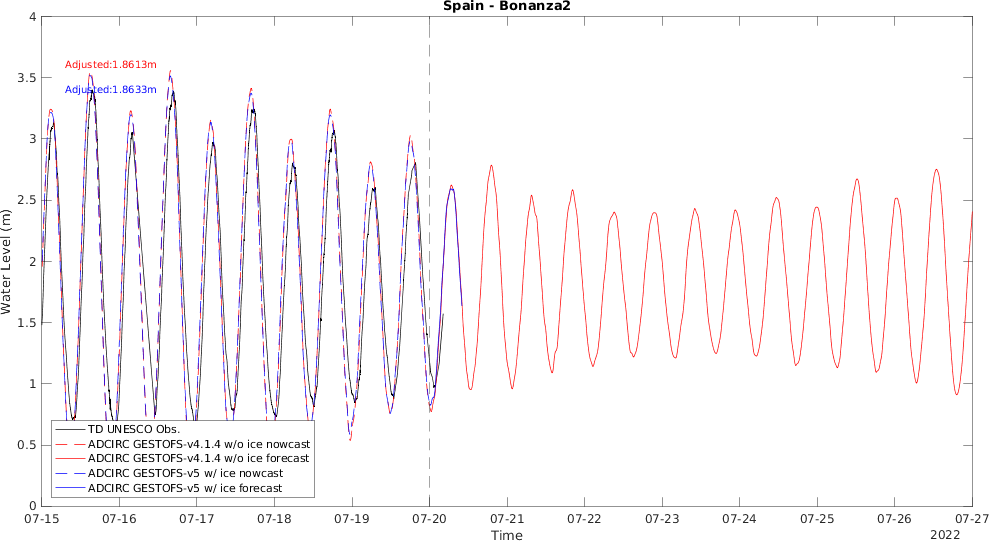 Spain - Bonanza2
Adjusted:1.8613m
Adjusted:1.8633m
Water Level (m)
4
3.5
3
2.5
2
1.5
1
0.5
0
TD UNESCO Obs.
ADCIRC GESTOFS-v4.1.4 w/o ice nowcast
ADCIRC GESTOFS-v4.1.4 w/o ice forecast
ADCIRC GESTOFS-v5 w/ ice nowcast
ADCIRC GESTOFS-v5 w/ ice forecast
07-15 07-16 07-17 07-18 07-19 07-20 07-21 07-22 07-23 07-24 07-25 07-26 07-27
Time
2022